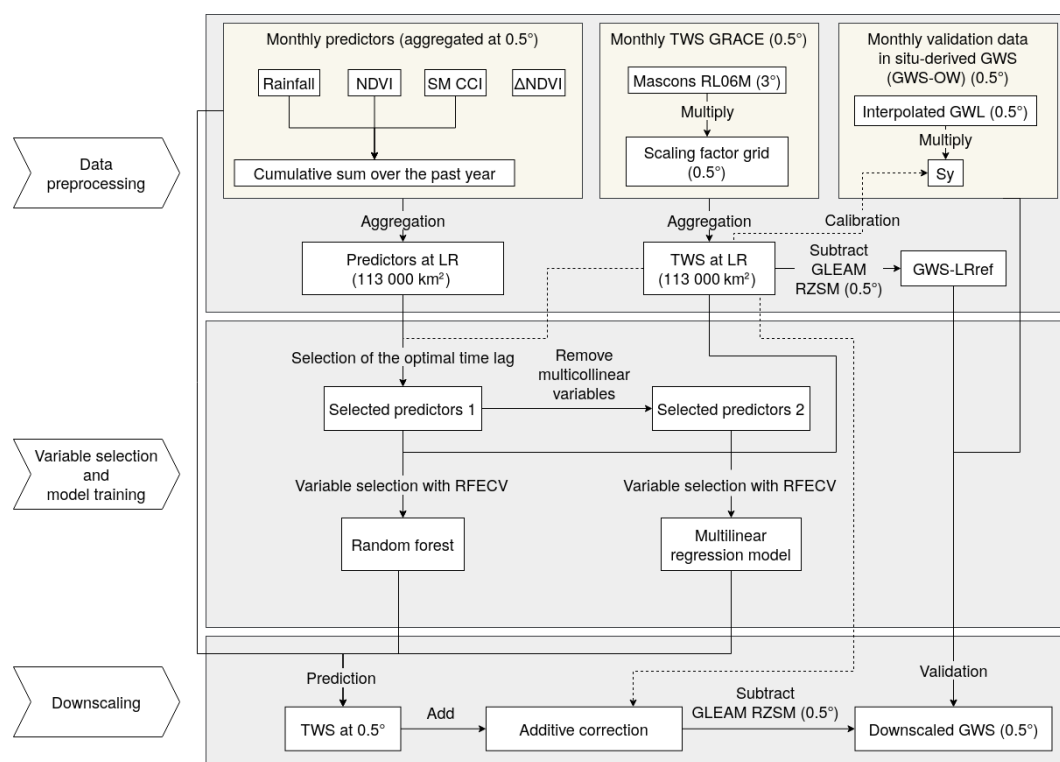 Monthly predictors (aggregated at 0.5°)
Rainfall
NDVI
SM CCI
ΔNDVI
Cumulative sum over the past year
Monthly TWS GRACE (0.5°)
Mascons RL06M (3°)
Multiply
Scaling factor grid
(0.5°)
Monthly validation data
in situ-derived GWS
(GWS-OW) (0.5°)
Interpolated GWL (0.5°)
Multiply
Sy
Data
preprocessing
Aggregation
Aggregation
Calibration
Predictors at LR
(113 000 km²)
TWS at LR
(113 000 km²)
Subtract
GLEAM
RZSM (0.5°)
GWS-LRref
Selection of the optimal time lag
Remove
multicollinear
variables
Selected predictors 1
Selected predictors 2
Variable selection
and
model training
Variable selection with RFECV
Variable selection with RFECV
Random forest
Multilinear
regression model
Downscaling
Prediction
TWS at 0.5°
Add
Additive correction
Subtract
GLEAM RZSM (0.5°)
Validation
Downscaled GWS (0.5°)